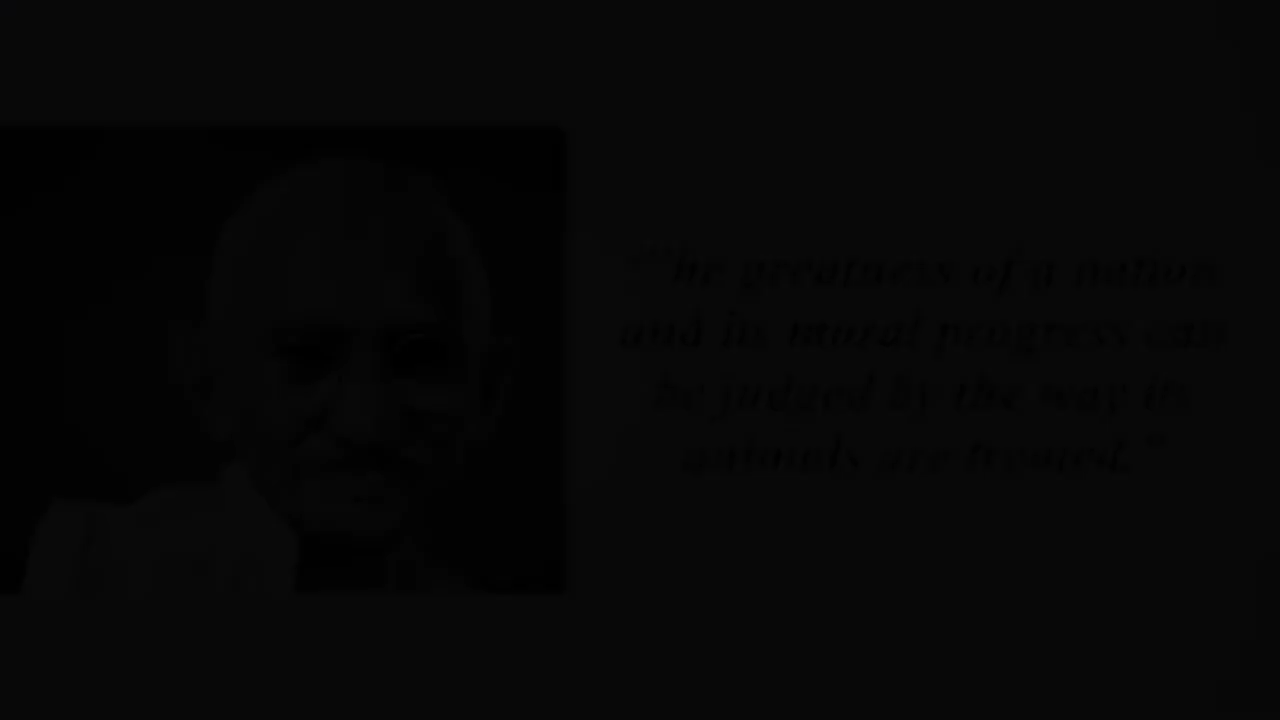 "The greatness of a nation
and its moral progress can
be judged by the way its
animals are treated."